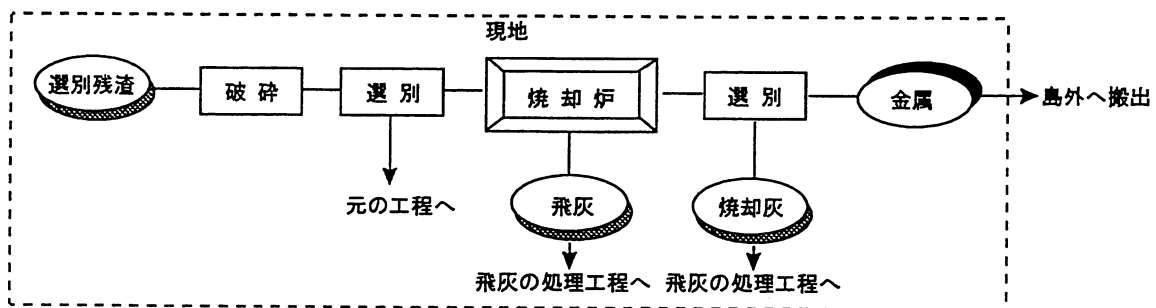 現地
選別残渣
破砕
選別
焼却炉
選別
金属
島外へ搬出
元の工程へ
飛灰
焼却灰
飛灰の処理工程へ
飛灰の処理工程へ